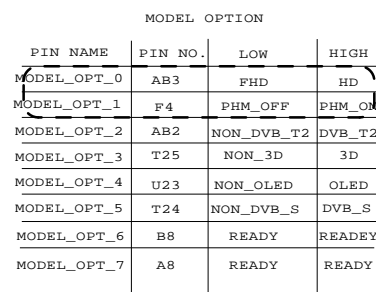 MODEL OPTION
PIN NAME PIN NO. LOW HIGH
MODEL_OPT_0 AB3 FHD HD
MODEL_OPT_1 F4 PHM_OFF PHM_ON
MODEL_OPT_2 AB2 NON_DVB_T2 DVB_T2
MODEL_OPT_3 T25 NON_3D 3D
MODEL_OPT_4 U23 NON_OLED OLED
MODEL_OPT_5 T24 NON_DVB_S DVB_S
MODEL_OPT_6 B8 READY READEY
MODEL_OPT_7 A8 READY READY